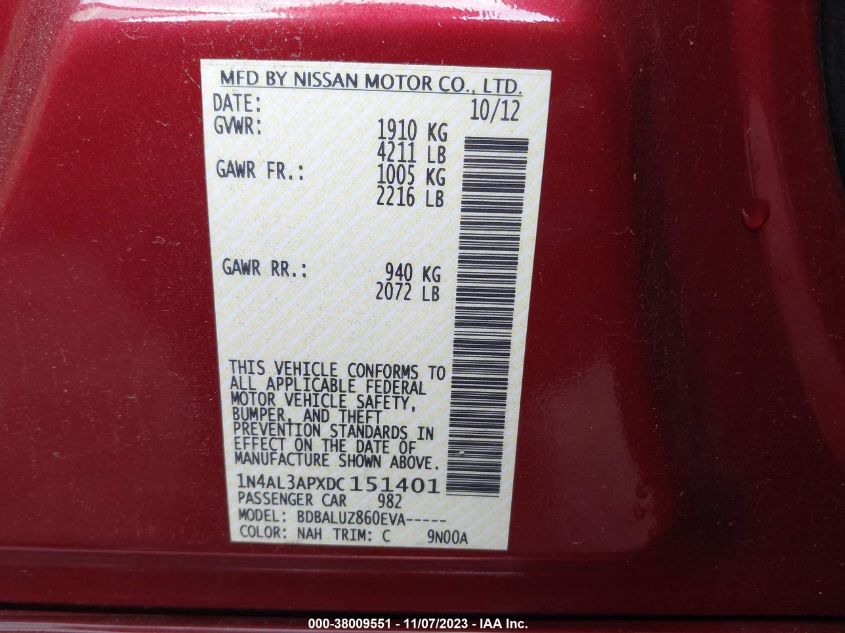 MFD BY NISSAN MOTOR CO., LTD.
DATE: 10/12
GVWR: 1910 KG
4211 LB
GAWR FR.: 1005 KG
2216 LB
GAWR RR.: 940 KG
2072 LB
THIS VEHICLE CONFORMS TO
ALL APPLICABLE FEDERAL
MOTOR VEHICLE SAFETY,
BUMPER, AND THEFT
PREVENTION STANDARDS IN
EFFECT ON THE DATE OF
MANUFACTURE SHOWN ABOVE.
1N4AL3APXDC151401
PASSENGER CAR 982
MODEL: BDBALUZ860EVA-----
COLOR: NAH TRIM: C 9N00A
000-38009551 - 11/07/2023 - IAA Inc.